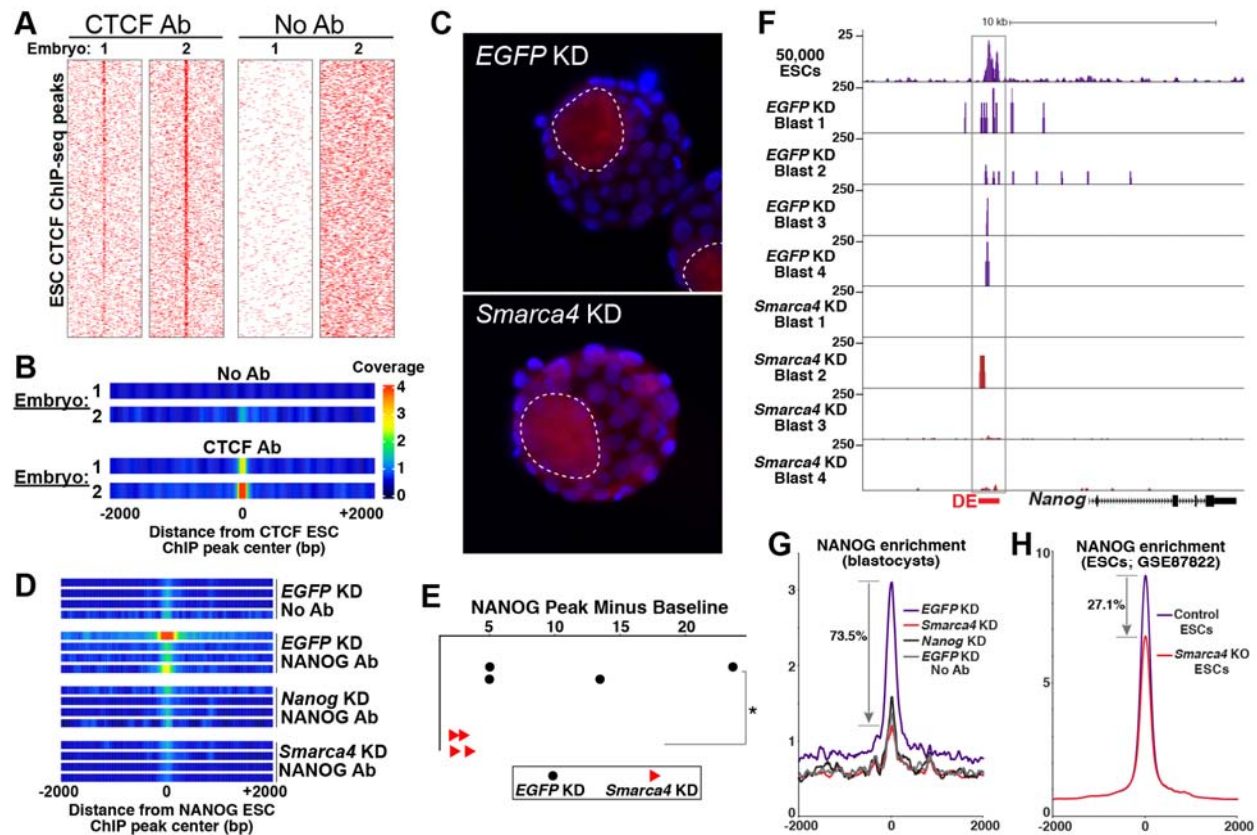 A
CTCF Ab
No Ab
Embryo: 1 2 1 2
ESC CTCF ChIP-seq peaks
B
No Ab
Coverage
Embryo: 1
2
CTCF Ab
Embryo: 1
2
4
3
2
1
0
-2000 0 +2000
Distance from CTCF ESC
ChIP peak center (bp)
C
EGFP KD
Smarca4 KD
D
EGFP KD
No Ab
EGFP KD
NANOG Ab
Nanog KD
NANOG Ab
Smarca4 KD
NANOG Ab
-2000 0 +2000
Distance from NANOG ESC
ChIP peak center (bp)
E
NANOG Peak Minus Baseline
5 10 15 20
*
EGFP KD Smarca4 KD
F
10 kb
25
50,000
ESCs
250
EGFP KD
Blast 1
250
EGFP KD
Blast 2
250
EGFP KD
Blast 3
250
EGFP KD
Blast 4
250
Smarca4 KD
Blast 1
250
Smarca4 KD
Blast 2
250
Smarca4 KD
Blast 3
250
Smarca4 KD
Blast 4
DE
Nanog
G
NANOG enrichment
(blastocysts)
3
2
1
0
73.5%
EGFP KD
Smarca4 KD
Nanog KD
EGFP KD
No Ab
-2000 0 2000
H
NANOG enrichment
(ESCs; GSE87822)
10
5
0
27.1%
Control
ESCs
Smarca4 KO
ESCs
-2000 0 2000